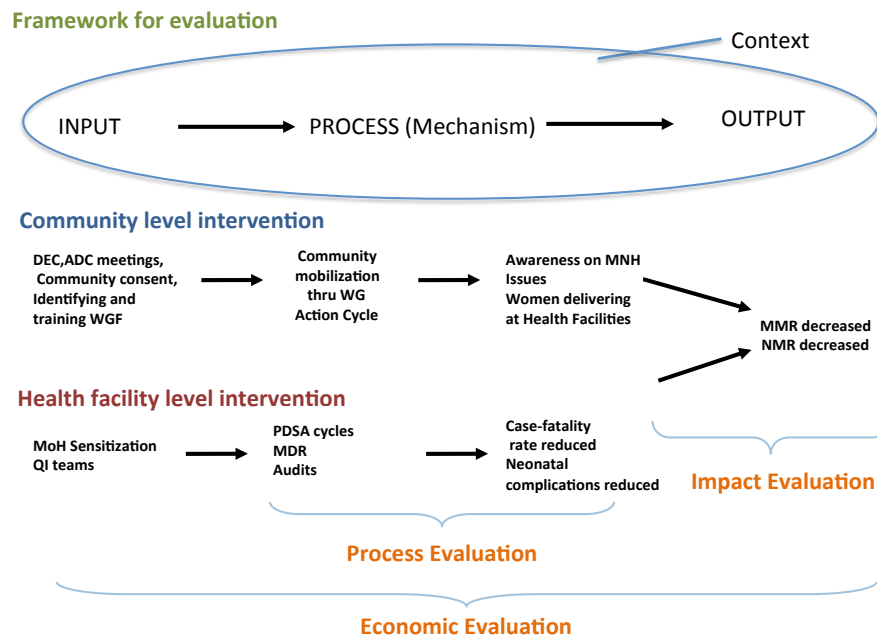 Framework for evaluation
Context
INPUT
PROCESS (Mechanism)
OUTPUT
Community level intervention
DEC,ADC meetings,
Community consent,
Identifying and
training WGF
Community
mobilization
thru WG
Action Cycle
Awareness on MNH
Issues
Women delivering
at Health Facilities
MMR decreased
NMR decreased
Health facility level intervention
MoH Sensitization
QI teams
PDSA cycles
MDR
Audits
Case-fatality
rate reduced
Neonatal
complications reduced
Impact Evaluation
Process Evaluation
Economic Evaluation